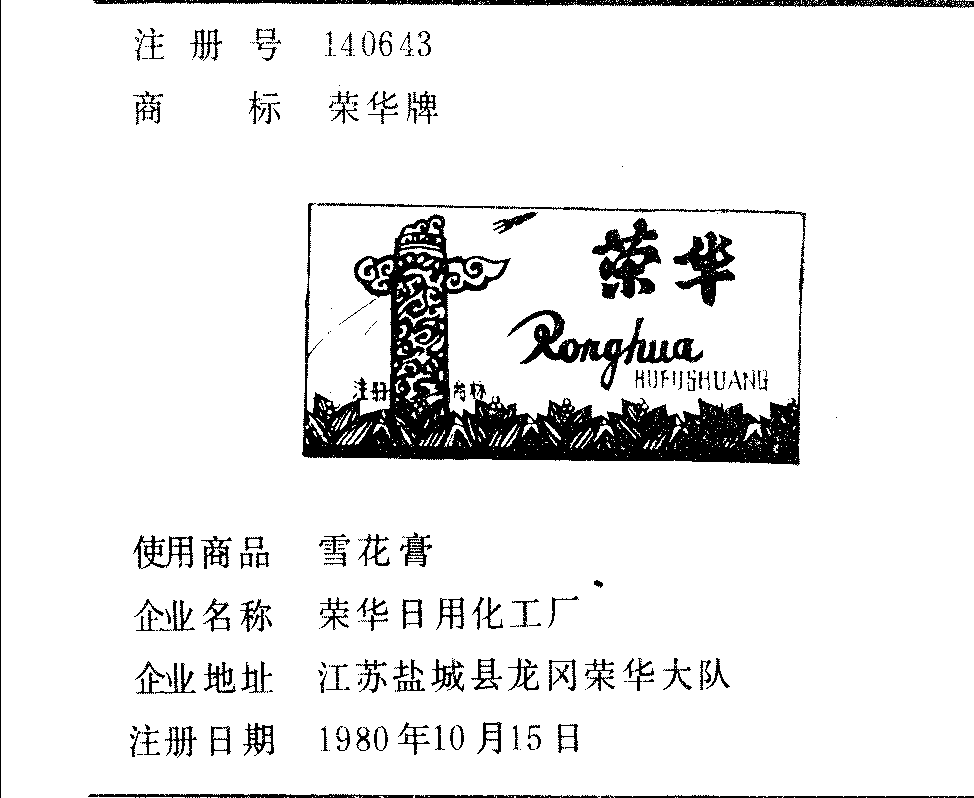 注册号 140643
商标 荣华牌
荣华
Ronghua
HUFUSHUANG
注册 商标
使用商品 雪花膏
企业名称 荣华日用化工厂
企业地址 江苏盐城县龙冈荣华大队
注册日期 1980年10月15日